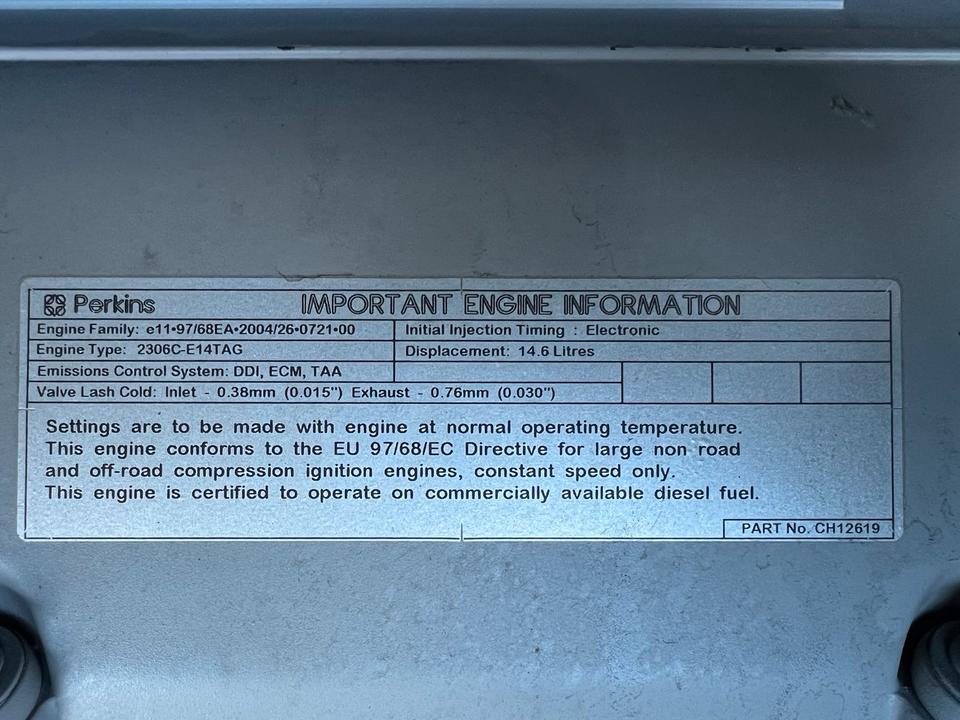 Perkins IMPORTANT ENGINE INFORMATION
Engine Family: e11•97/68EA•2004/26•0721•00 Initial Injection Timing : Electronic
Engine Type: 2306C-E14TAG Displacement: 14.6 Litres
Emissions Control System: DDI, ECM, TAA
Valve Lash Cold: Inlet - 0.38mm (0.015") Exhaust - 0.76mm (0.030")
Settings are to be made with engine at normal operating temperature.
This engine conforms to the EU 97/68/EC Directive for large non road
and off-road compression ignition engines, constant speed only.
This engine is certified to operate on commercially available diesel fuel.
PART No. CH12619